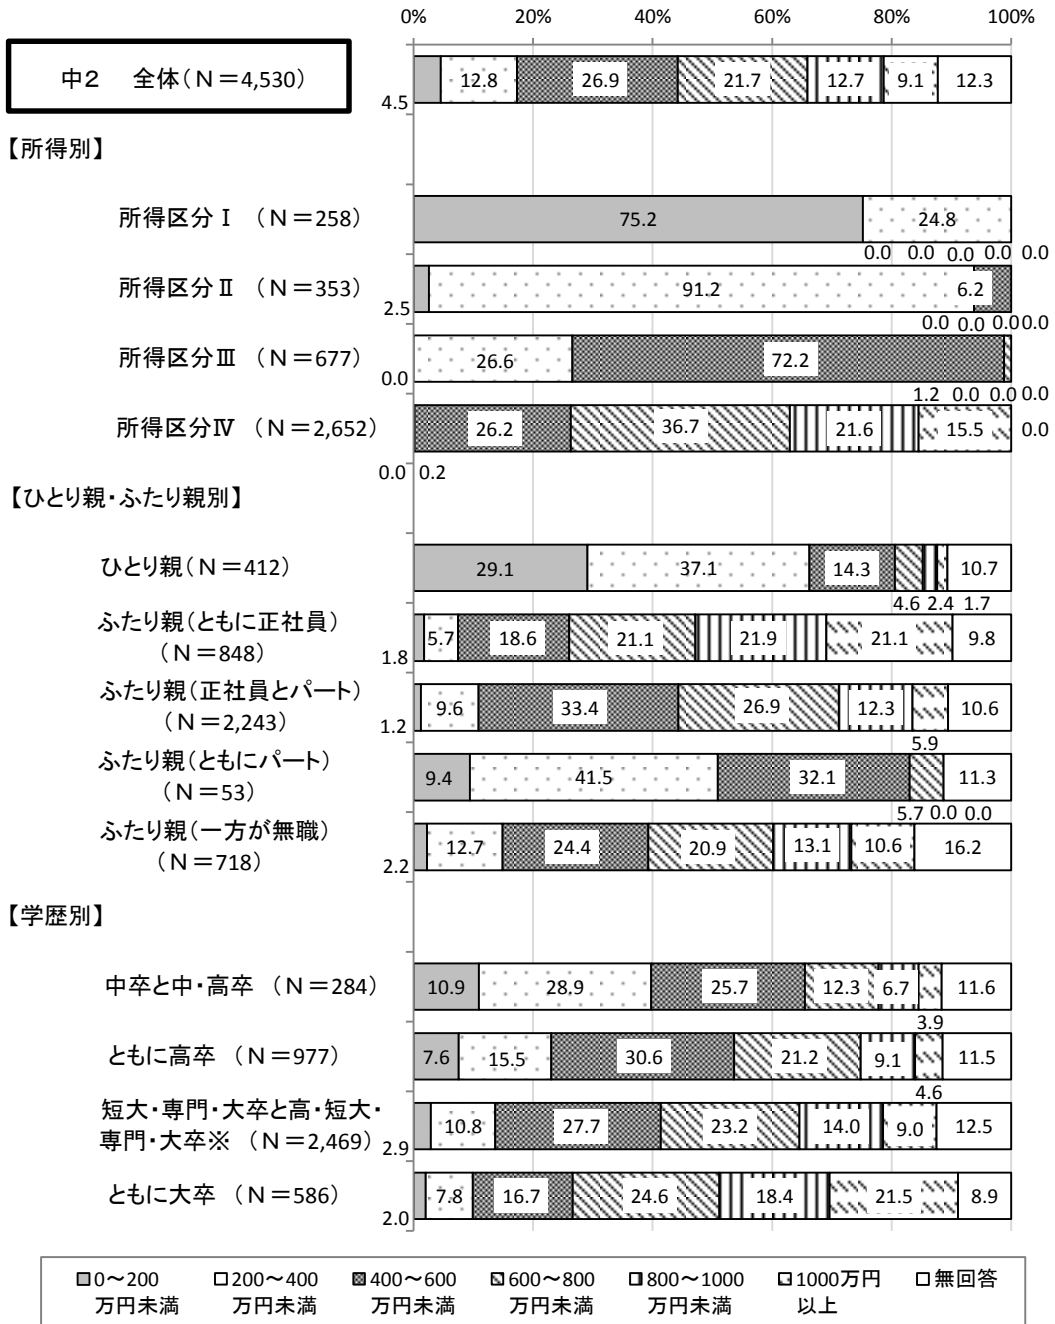 0% 20% 40% 60% 80% 100%
中2 全体(N=4,530)
12.8 26.9 21.7 12.7 9.1 12.3
4.5
【所得別】
所得区分Ⅰ (N=258)
75.2 24.8
0.0 0.0 0.0 0.0 0.0
所得区分Ⅱ (N=353)
91.2 6.2
2.5
0.0 0.0 0.0 0.0
所得区分Ⅲ (N=677)
26.6 72.2
0.0
1.2 0.0 0.0 0.0
所得区分Ⅳ (N=2,652)
26.2 36.7 21.6 15.5 0.0
0.0 0.2
【ひとり親・ふたり親別】
ひとり親(N=412)
29.1 37.1 14.3 10.7
4.6 2.4 1.7
ふたり親(ともに正社員)
(N=848)
5.7 18.6 21.1 21.9 21.1 9.8
1.8
ふたり親(正社員とパート)
(N=2,243)
9.6 33.4 26.9 12.3 10.6
1.2
5.9
ふたり親(ともにパート)
(N=53)
9.4 41.5 32.1 11.3
5.7 0.0 0.0
ふたり親(一方が無職)
(N=718)
12.7 24.4 20.9 13.1 10.6 16.2
2.2
【学歴別】
中卒と中・高卒 (N=284)
10.9 28.9 25.7 12.3 6.7 11.6
3.9
ともに高卒 (N=977)
7.6 15.5 30.6 21.2 9.1 11.5
4.6
短大・専門・大卒と高・短大・
専門・大卒※ (N=2,469)
10.8 27.7 23.2 14.0 9.0 12.5
2.9
ともに大卒 (N=586)
7.8 16.7 24.6 18.4 21.5 8.9
2.0
0～200 200～400 400～600 600～800 800～1000 1000万円 無回答
万円未満 万円未満 万円未満 万円未満 万円未満 以上